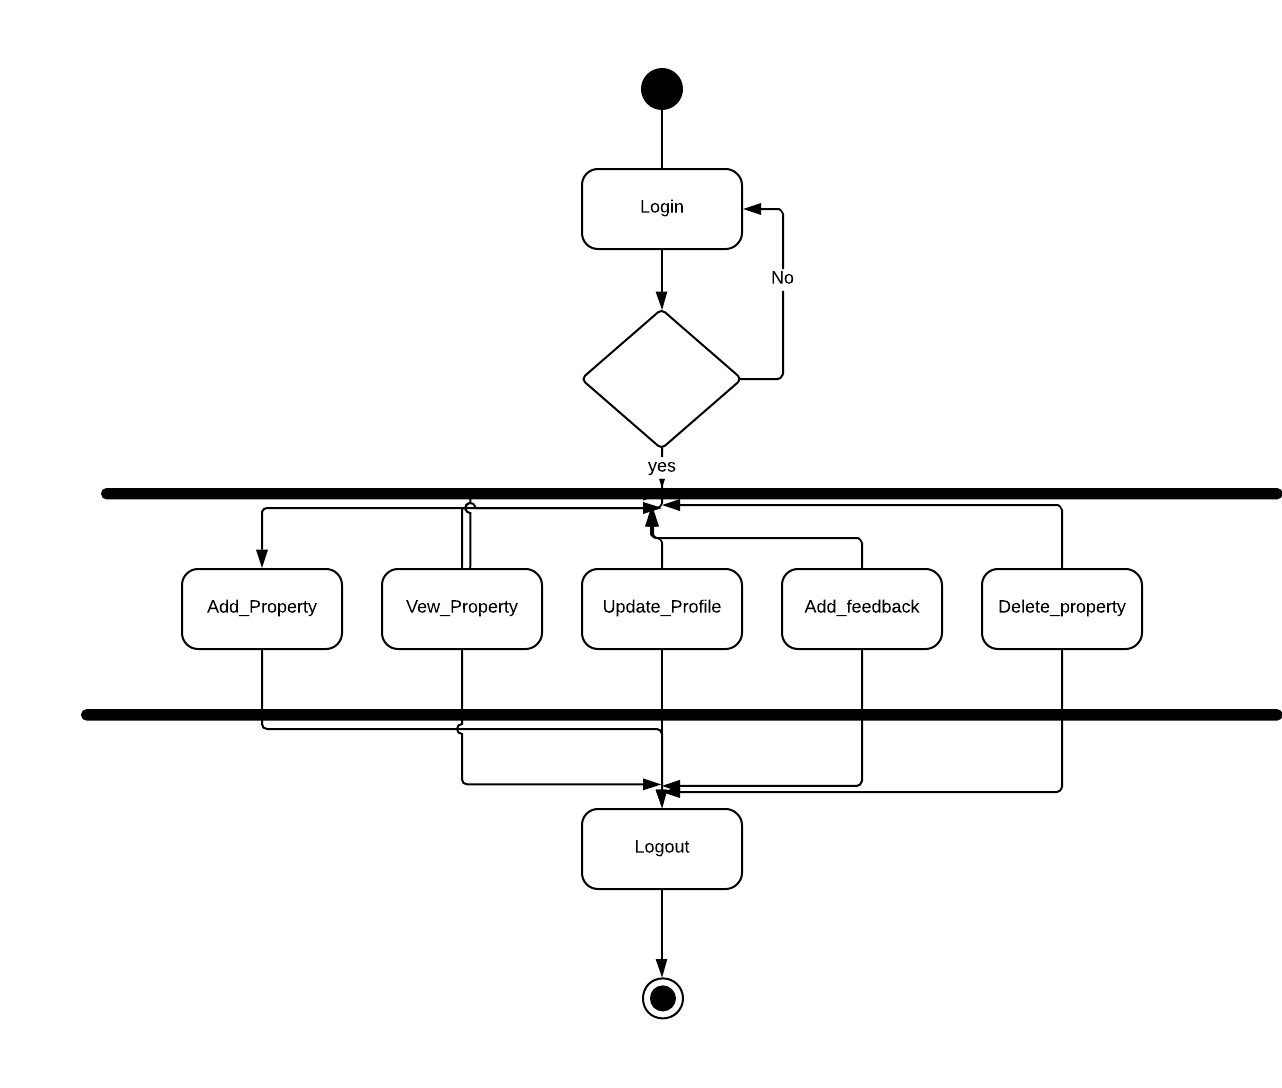 Login
No
yes
Add_Property
Vew_Property
Update_Profile
Add_feedback
Delete_property
Logout